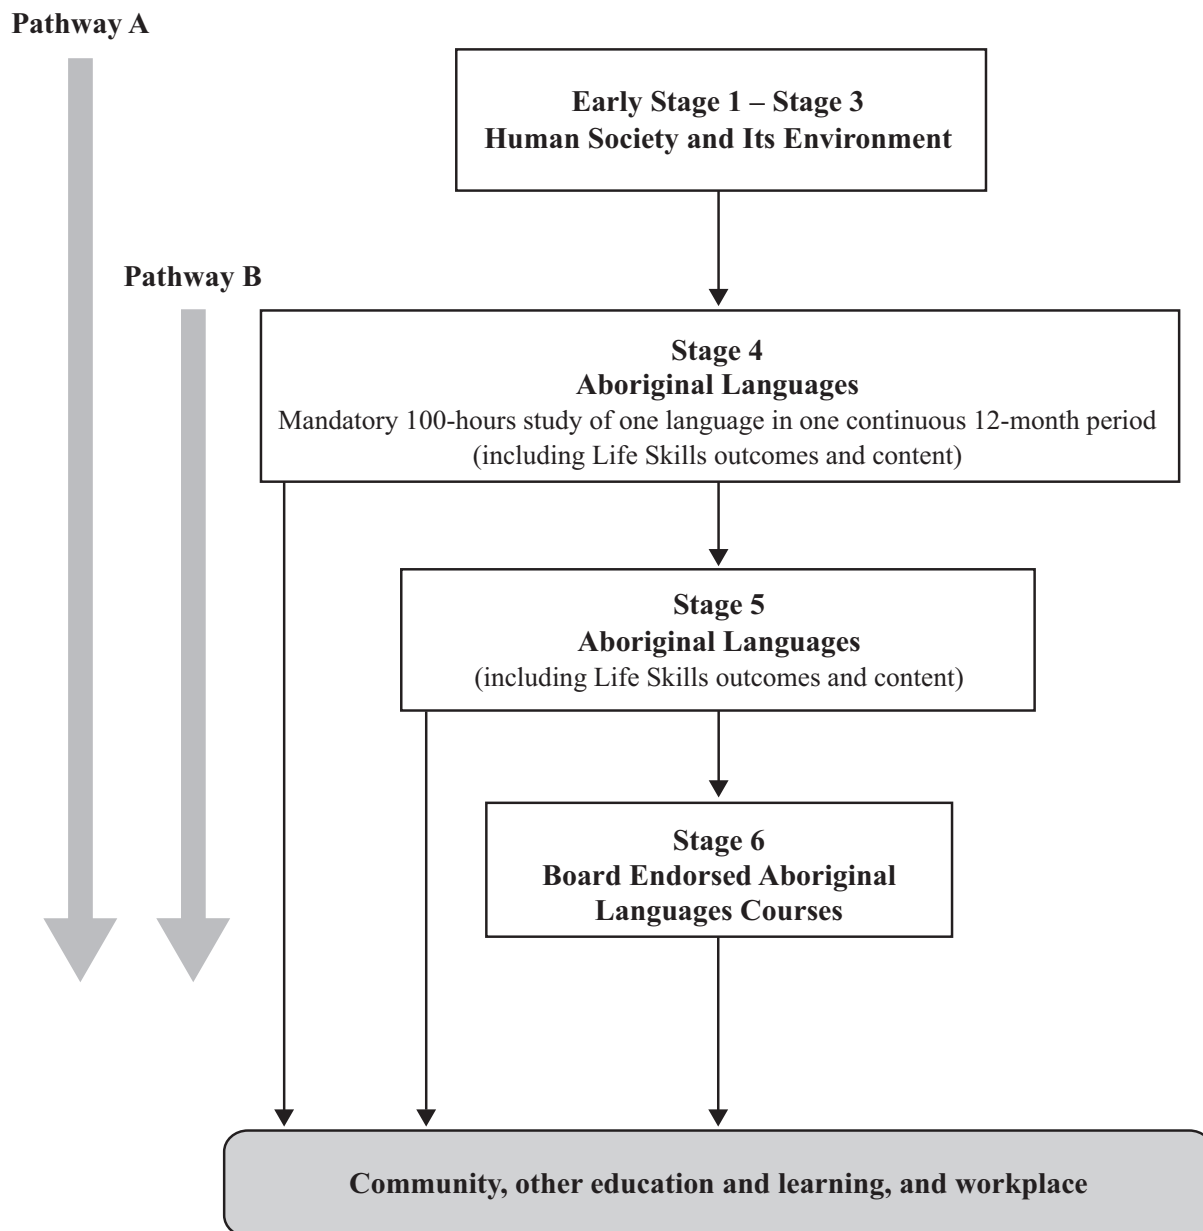 Pathway A
Early Stage 1 – Stage 3
Human Society and Its Environment
Pathway B
Stage 4
Aboriginal Languages
Mandatory 100-hours study of one language in one continuous 12-month period
(including Life Skills outcomes and content)
Stage 5
Aboriginal Languages
(including Life Skills outcomes and content)
Stage 6
Board Endorsed Aboriginal
Languages Courses
Community, other education and learning, and workplace